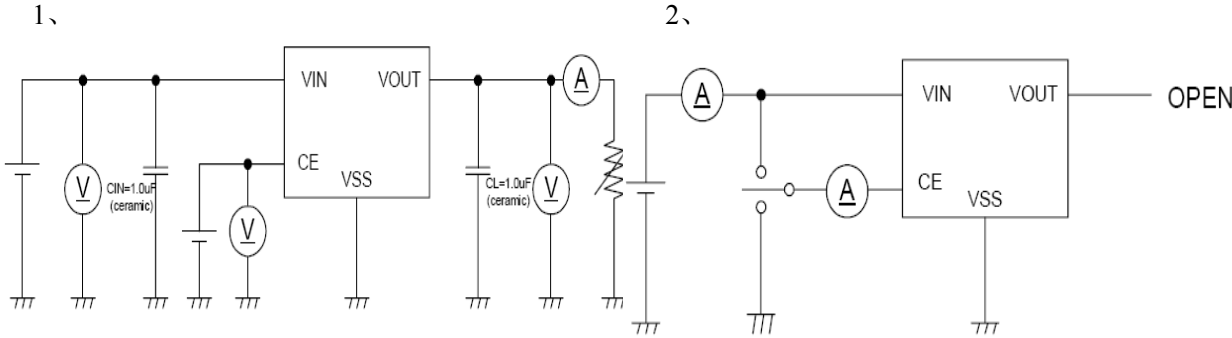 1、
VIN
VOUT
A
CE
VSS
V
CIN=1.0uF
(ceramic)
V
CL=1.0uF
(ceramic)
V
2、
A
VIN
VOUT
OPEN
A
CE
VSS